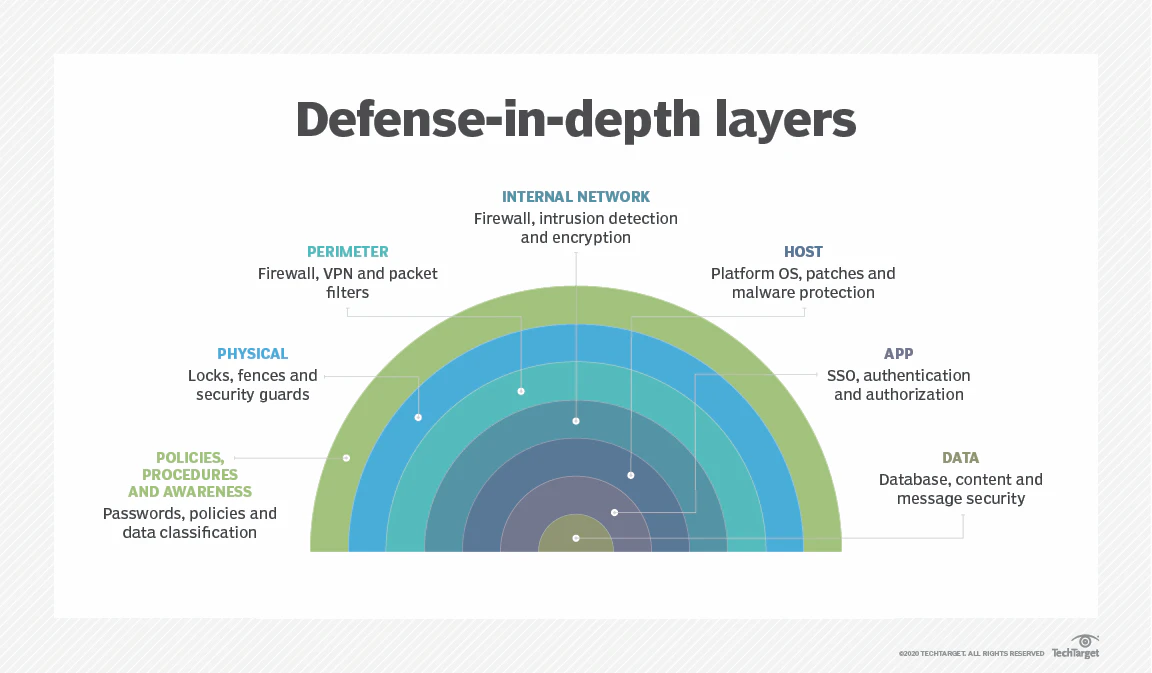 Defense-in-depth layers
INTERNAL NETWORK
Firewall, intrusion detection
and encryption
PERIMETER
Firewall, VPN and packet
filters
HOST
Platform OS, patches and
malware protection
PHYSICAL
Locks, fences and
security guards
APP
SSO, authentication
and authorization
POLICIES,
PROCEDURES
AND AWARENESS
Passwords, policies and
data classification
DATA
Database, content and
message security
©2020 TECHTARGET. ALL RIGHTS RESERVED
TechTarget